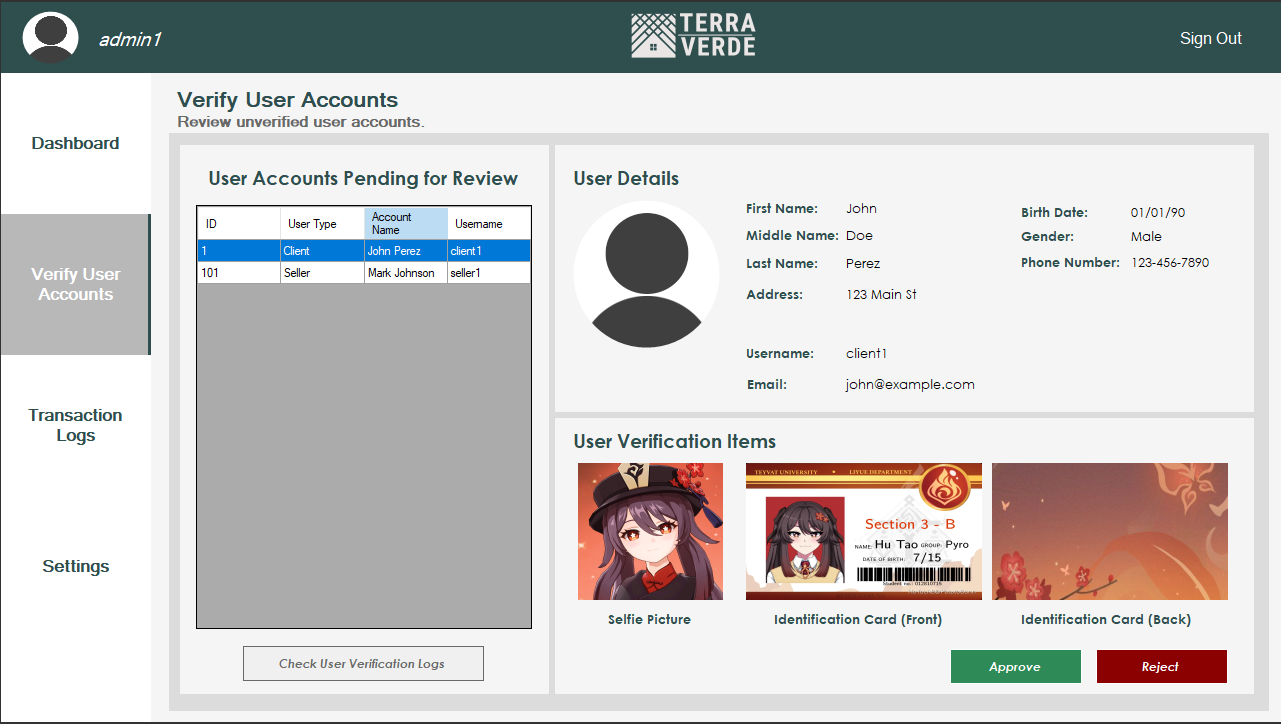 admin1
TERRA
VERDE
Sign Out
Dashboard
Verify User
Accounts
Transaction
Logs
Settings
Verify User Accounts
Review unverified user accounts.
User Accounts Pending for Review
ID User Type Account Name Username
1 Client John Perez client1
101 Seller Mark Johnson seller1
Check User Verification Logs
User Details
First Name: John
Middle Name: Doe
Last Name: Perez
Address: 123 Main St
Username: client1
Email: john@example.com
Birth Date: 01/01/90
Gender: Male
Phone Number: 123-456-7890
User Verification Items
TEYVAT UNIVERSITY LIYUE DEPARTMENT
Section 3 - B
NAME: Hu Tao GROUP: Pyro
DATE OF BIRTH: 7/15
Selfie Picture
Identification Card (Front)
Identification Card (Back)
Approve
Reject